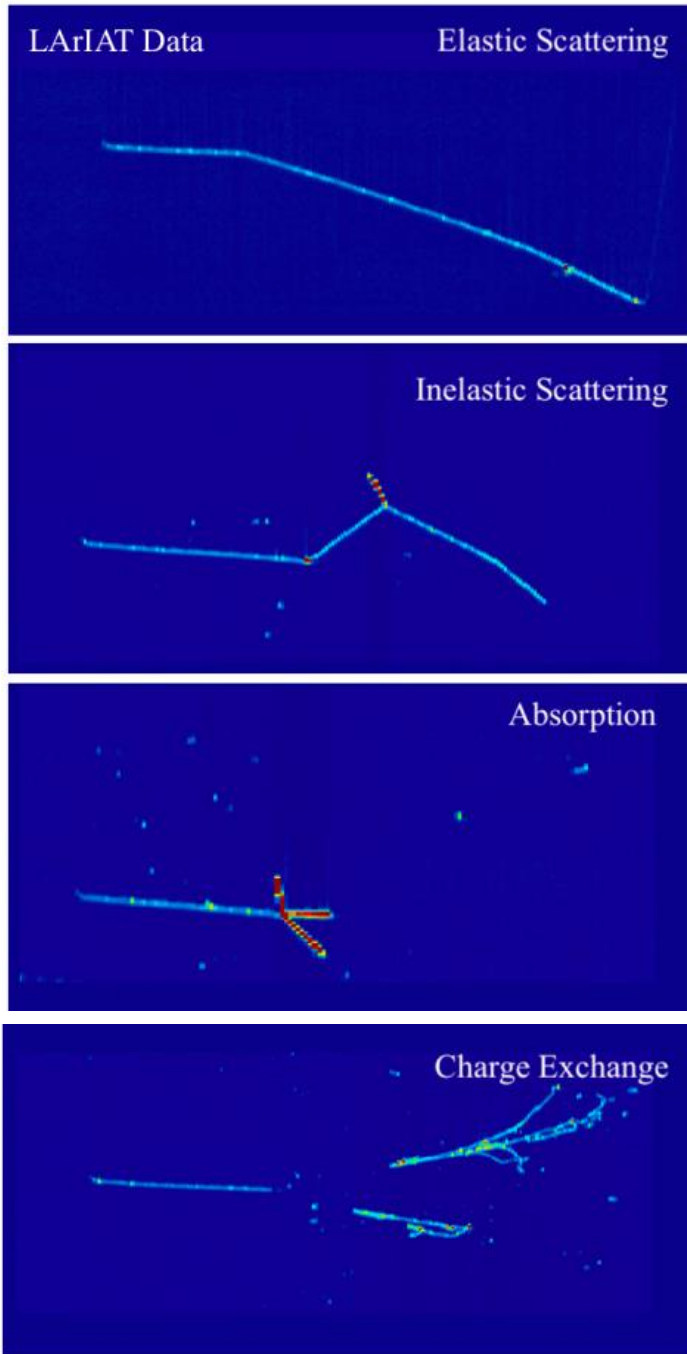 LArIAT Data
Elastic Scattering
Inelastic Scattering
Absorption
Charge Exchange